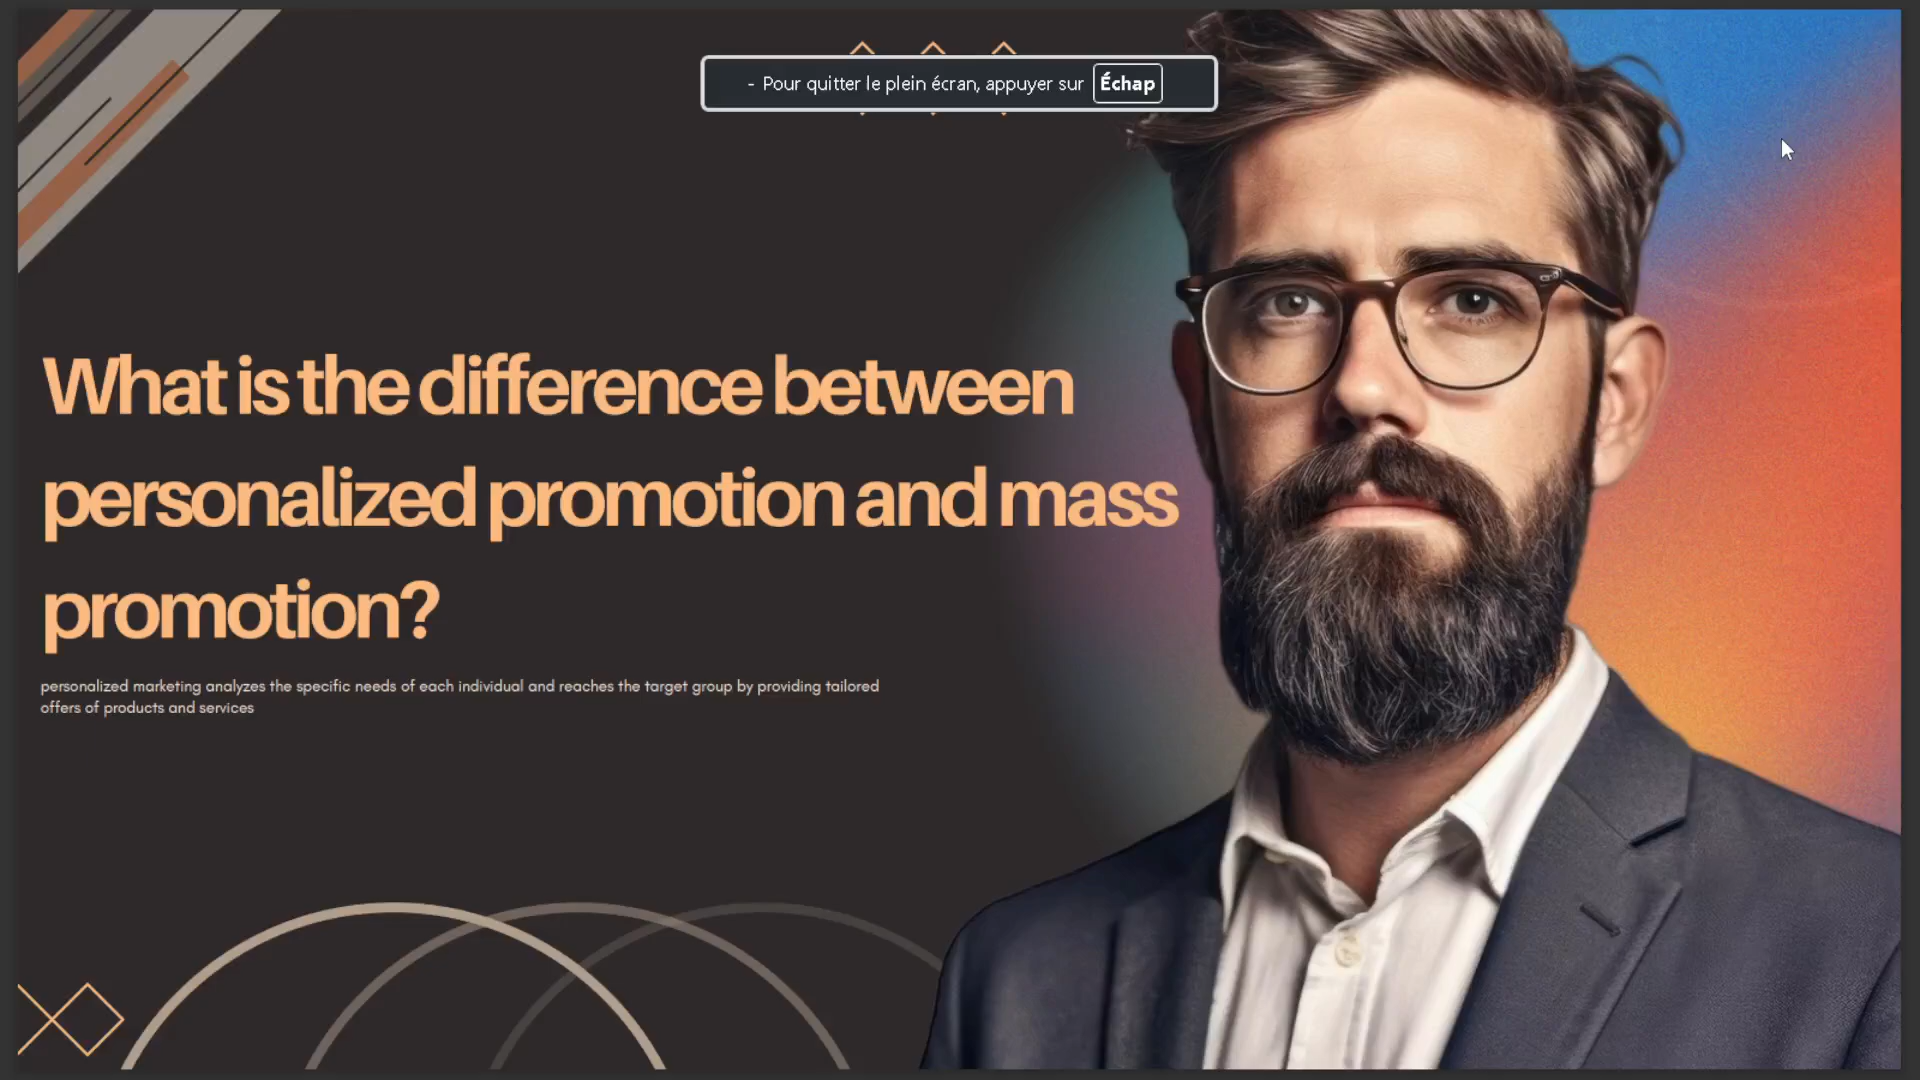 - Pour quitter le plein écran, appuyer sur Échap
What is the difference between
personalized promotion and mass
promotion?
personalized marketing analyzes the specific needs of each individual and reaches the target group by providing tailored
offers of products and services